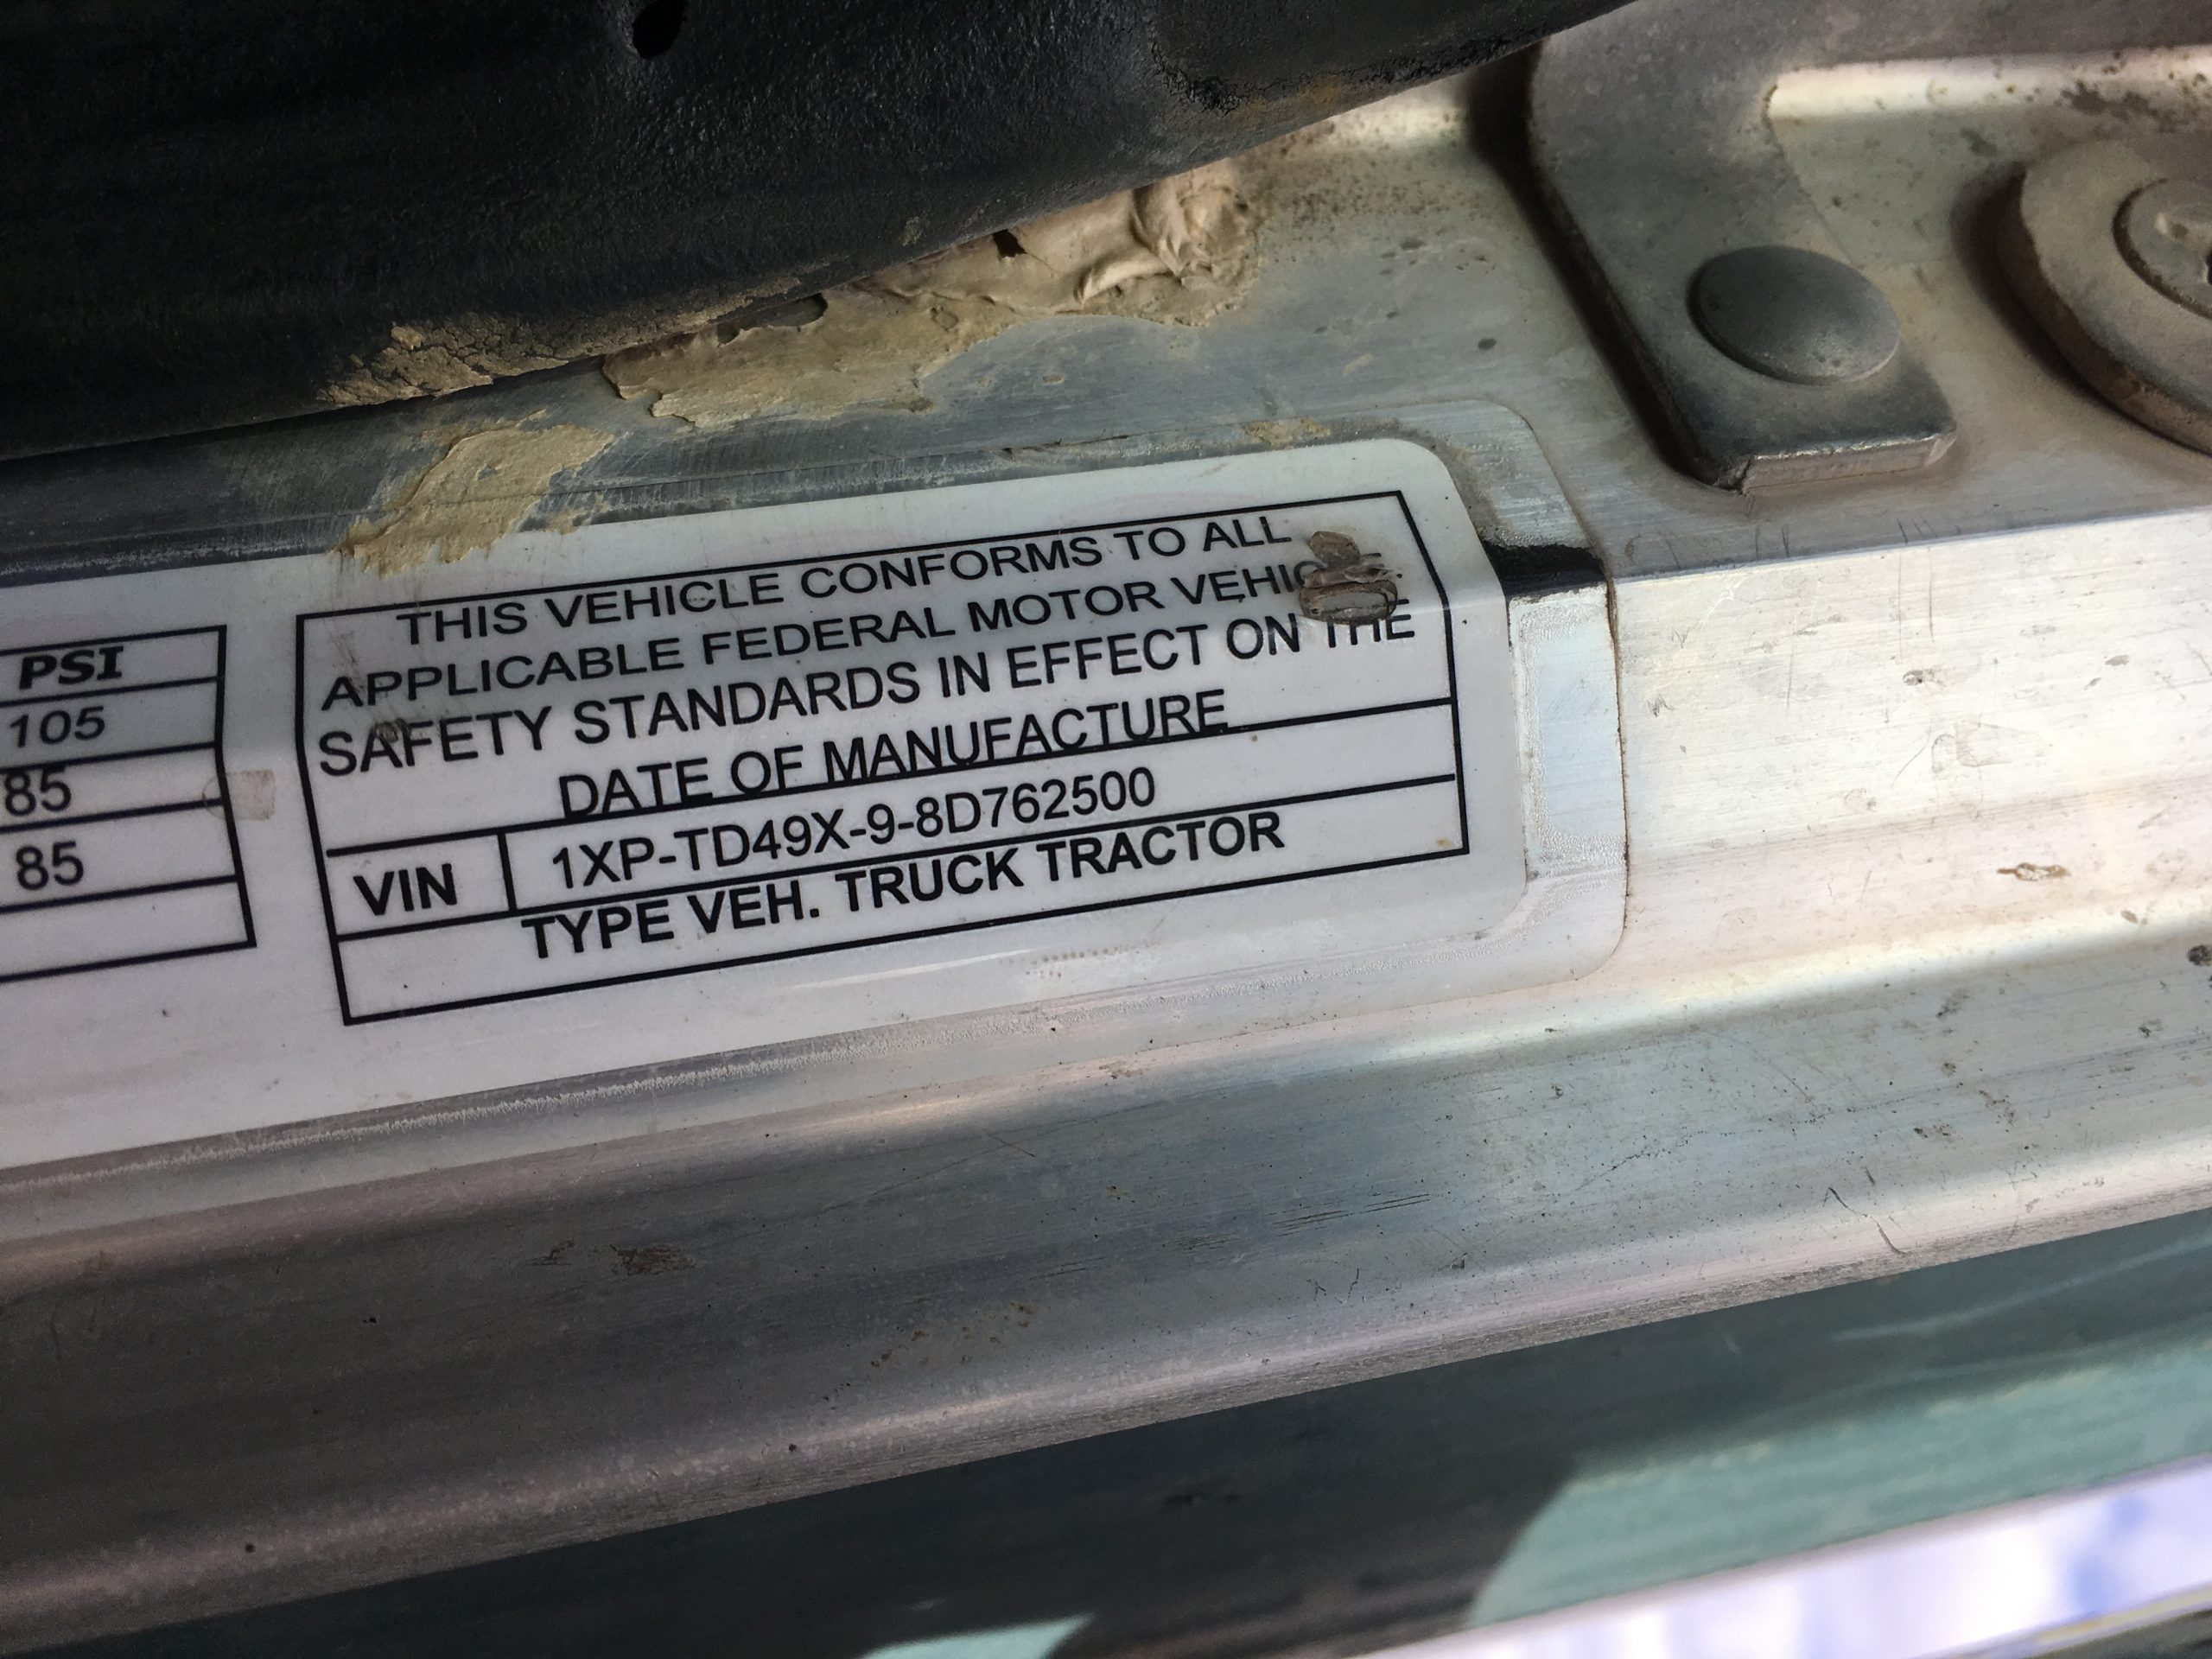 PSI
105
85
85
THIS VEHICLE CONFORMS TO ALL
APPLICABLE FEDERAL MOTOR
SAFETY STANDARDS IN EFFECT ON THE
DATE OF MANUFACTURE
VIN 1XP-TD49X-9-8D762500
TYPE VEH. TRUCK TRACTOR